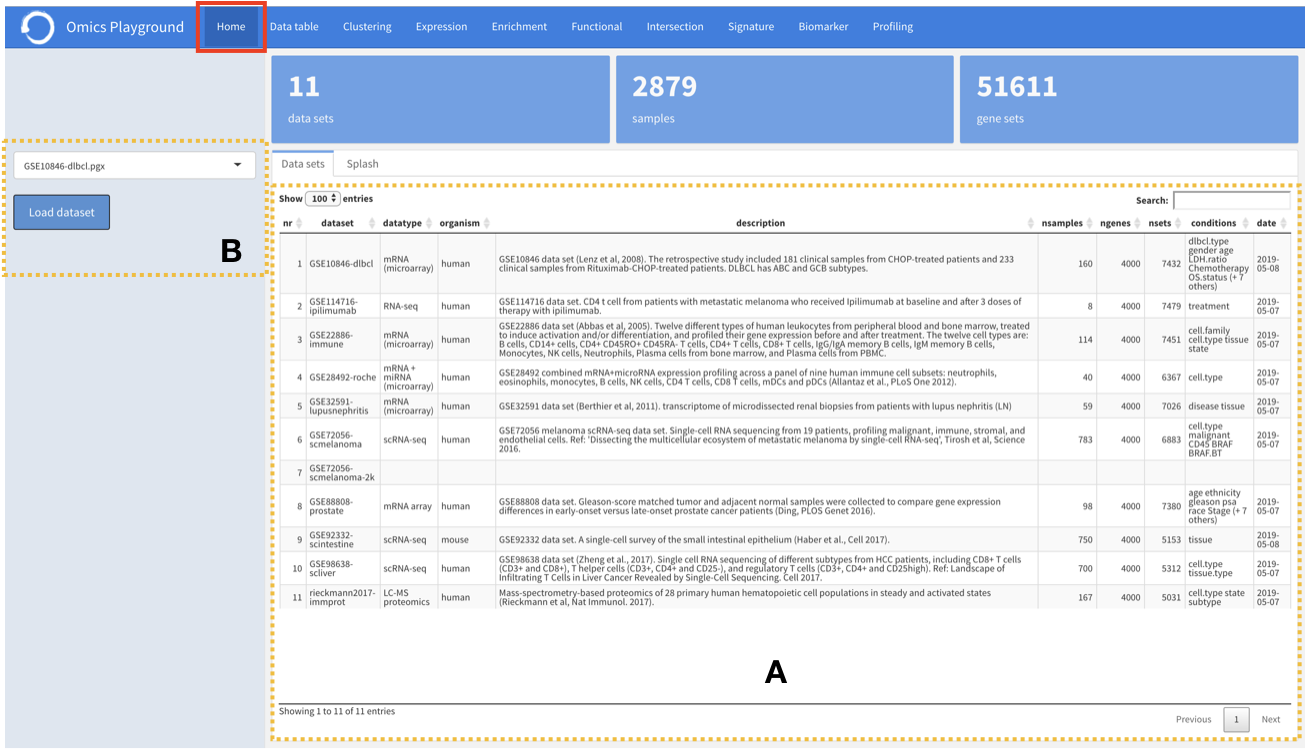 Omics Playground
Home
Data table
Clustering
Expression
Enrichment
Functional
Intersection
Signature
Biomarker
Profiling
11
data sets
2879
samples
51611
gene sets
GSE10846-dlbcl.pgx
Load dataset
B
Data sets
Splash
Show 100 entries
Search:
nr dataset datatype organism description nsamples ngenes nsets conditions date
1
GSE10846-dlbcl
mRNA
(microarray)
human
GSE10846 data set (Lenz et al, 2008). The retrospective study included 181 clinical samples from CHOP-treated patients and 233
clinical samples from Rituximab-CHOP-treated patients. DLBCL has ABC and GCB subtypes.
160
4000
7432
dlbcl.type
gender age
LDH.ratio
Chemotherapy
OS.status (+ 7
others)
2019-
05-08
2
GSE114716-
ipilimumab
RNA-seq
human
GSE114716 data set. CD4 t cell from patients with metastatic melanoma who received Ipilimumab at baseline and after 3 doses of
therapy with ipilimumab.
8
4000
7479
treatment
2019-
05-07
3
GSE22886-
immune
mRNA
(microarray)
human
GSE22886 data set (Abbas et al, 2005). Twelve different types of human leukocytes from peripheral blood and bone marrow, treated
to induce activation and/or differentiation, and profiled their gene expression before and after treatment. The twelve cell types are:
B cells, CD14+ cells, CD4+ CD45RO+ CD45RA- T cells, CD4+ T cells, CD8+ T cells, IgG/IgA memory B cells, IgM memory B cells,
Monocytes, NK cells, Neutrophils, Plasma cells from bone marrow, and Plasma cells from PBMC.
114
4000
7451
cell.family
cell.type tissue
state
2019-
05-07
4
GSE28492-roche
mRNA +
miRNA
(microarray)
human
GSE28492 combined mRNA+microRNA expression profiling across a panel of nine human immune cell subsets: neutrophils,
eosinophils, monocytes, B cells, NK cells, CD4 T cells, CD8 T cells, mDCs and pDCs (Allantaz et al., PLoS One 2012).
40
4000
6367
cell.type
2019-
05-07
5
GSE32591-
lupusnephritis
mRNA
(microarray)
human
GSE32591 data set (Berthier et al, 2011). transcriptome of microdissected renal biopsies from patients with lupus nephritis (LN)
59
4000
7026
disease tissue
2019-
05-07
6
GSE72056-
scmelanoma
scRNA-seq
human
GSE72056 melanoma scRNA-seq data set. Single-cell RNA sequencing from 19 patients, profiling malignant, immune, stromal, and
endothelial cells. Ref: 'Dissecting the multicellular ecosystem of metastatic melanoma by single-cell RNA-seq', Tirosh et al, Science
2016.
783
4000
6883
cell.type
malignant
CD45 BRAF
BRAF.BT
2019-
05-07
7
GSE72056-
scmelanoma-2k
8
GSE88808-
prostate
mRNA array
human
GSE88808 data set. Gleason-score matched tumor and adjacent normal samples were collected to compare gene expression
differences in early-onset versus late-onset prostate cancer patients (Ding, PLOS Genet 2016).
98
4000
7380
age ethnicity
gleason psa
race Stage (+ 7
others)
2019-
05-07
9
GSE92332-
scintestine
scRNA-seq
mouse
GSE92332 data set. A single-cell survey of the small intestinal epithelium (Haber et al., Cell 2017).
750
4000
5153
tissue
2019-
05-08
10
GSE98638-
scliver
scRNA-seq
human
GSE98638 data set (Zheng et al., 2017). Single cell RNA sequencing of different subtypes from HCC patients, including CD8+ T cells
(CD3+ and CD8+), T helper cells (CD3+, CD4+ and CD25-), and regulatory T cells (CD3+, CD4+ and CD25high). Ref: Landscape of
Infiltrating T Cells in Liver Cancer Revealed by Single-Cell Sequencing. Cell 2017.
700
4000
5312
cell.type
tissue.type
2019-
05-07
11
rieckmann2017-
immprot
LC-MS
proteomics
human
Mass-spectrometry-based proteomics of 28 primary human hematopoietic cell populations in steady and activated states
(Rieckmann et al, Nat Immunol. 2017).
167
4000
5031
cell.type state
subtype
2019-
05-07
A
Showing 1 to 11 of 11 entries
Previous 1 Next